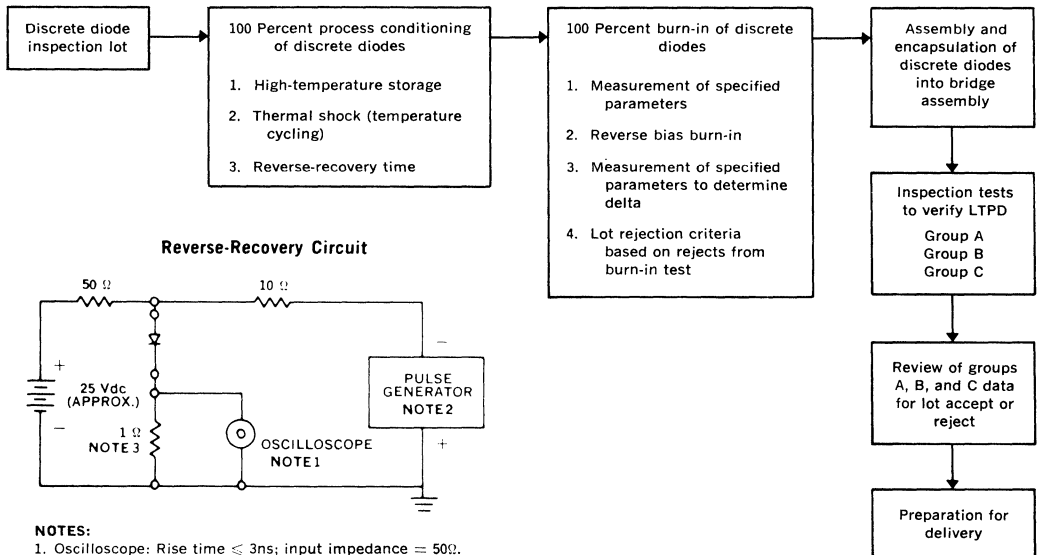 Discrete diode
inspection lot
100 Percent process conditioning
of discrete diodes
1. High-temperature storage
2. Thermal shock (temperature
cycling)
3. Reverse-recovery time
100 Percent burn-in of discrete
diodes
1. Measurement of specified
parameters
2. Reverse bias burn-in
3. Measurement of specified
parameters to determine
delta
4. Lot rejection criteria
based on rejects from
burn-in test
Assembly and
encapsulation of
discrete diodes
into bridge
assembly
Inspection tests
to verify LTPD
Group A
Group B
Group C
Review of groups
A, B, and C data
for lot accept or
reject
Preparation for
delivery
Reverse-Recovery Circuit
50 Ω
10 Ω
+
25 Vdc
(APPROX.)
−
1 Ω
NOTE 3
OSCILLOSCOPE
NOTE 1
−
PULSE
GENERATOR
NOTE 2
+
NOTES:
1. Oscilloscope: Rise time ⩽ 3ns; input impedance = 50Ω.